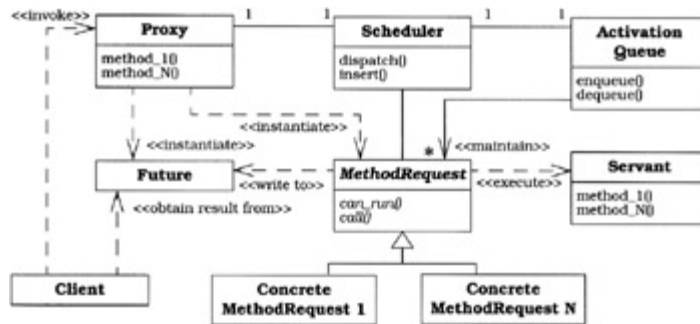 <<invoke>>
Proxy
method_1()
method_N()
1
1
Scheduler
dispatch()
insert()
1
1
Activation
Queue
enqueue()
dequeue()
<<instantiate>>
<<instantiate>>
<<maintain>>
*
Future
<<write to>>
MethodRequest
can_run()
call()
<<execute>>
Servant
method_1()
method_N()
<<obtain result from>>
Client
Concrete
MethodRequest 1
Concrete
MethodRequest N